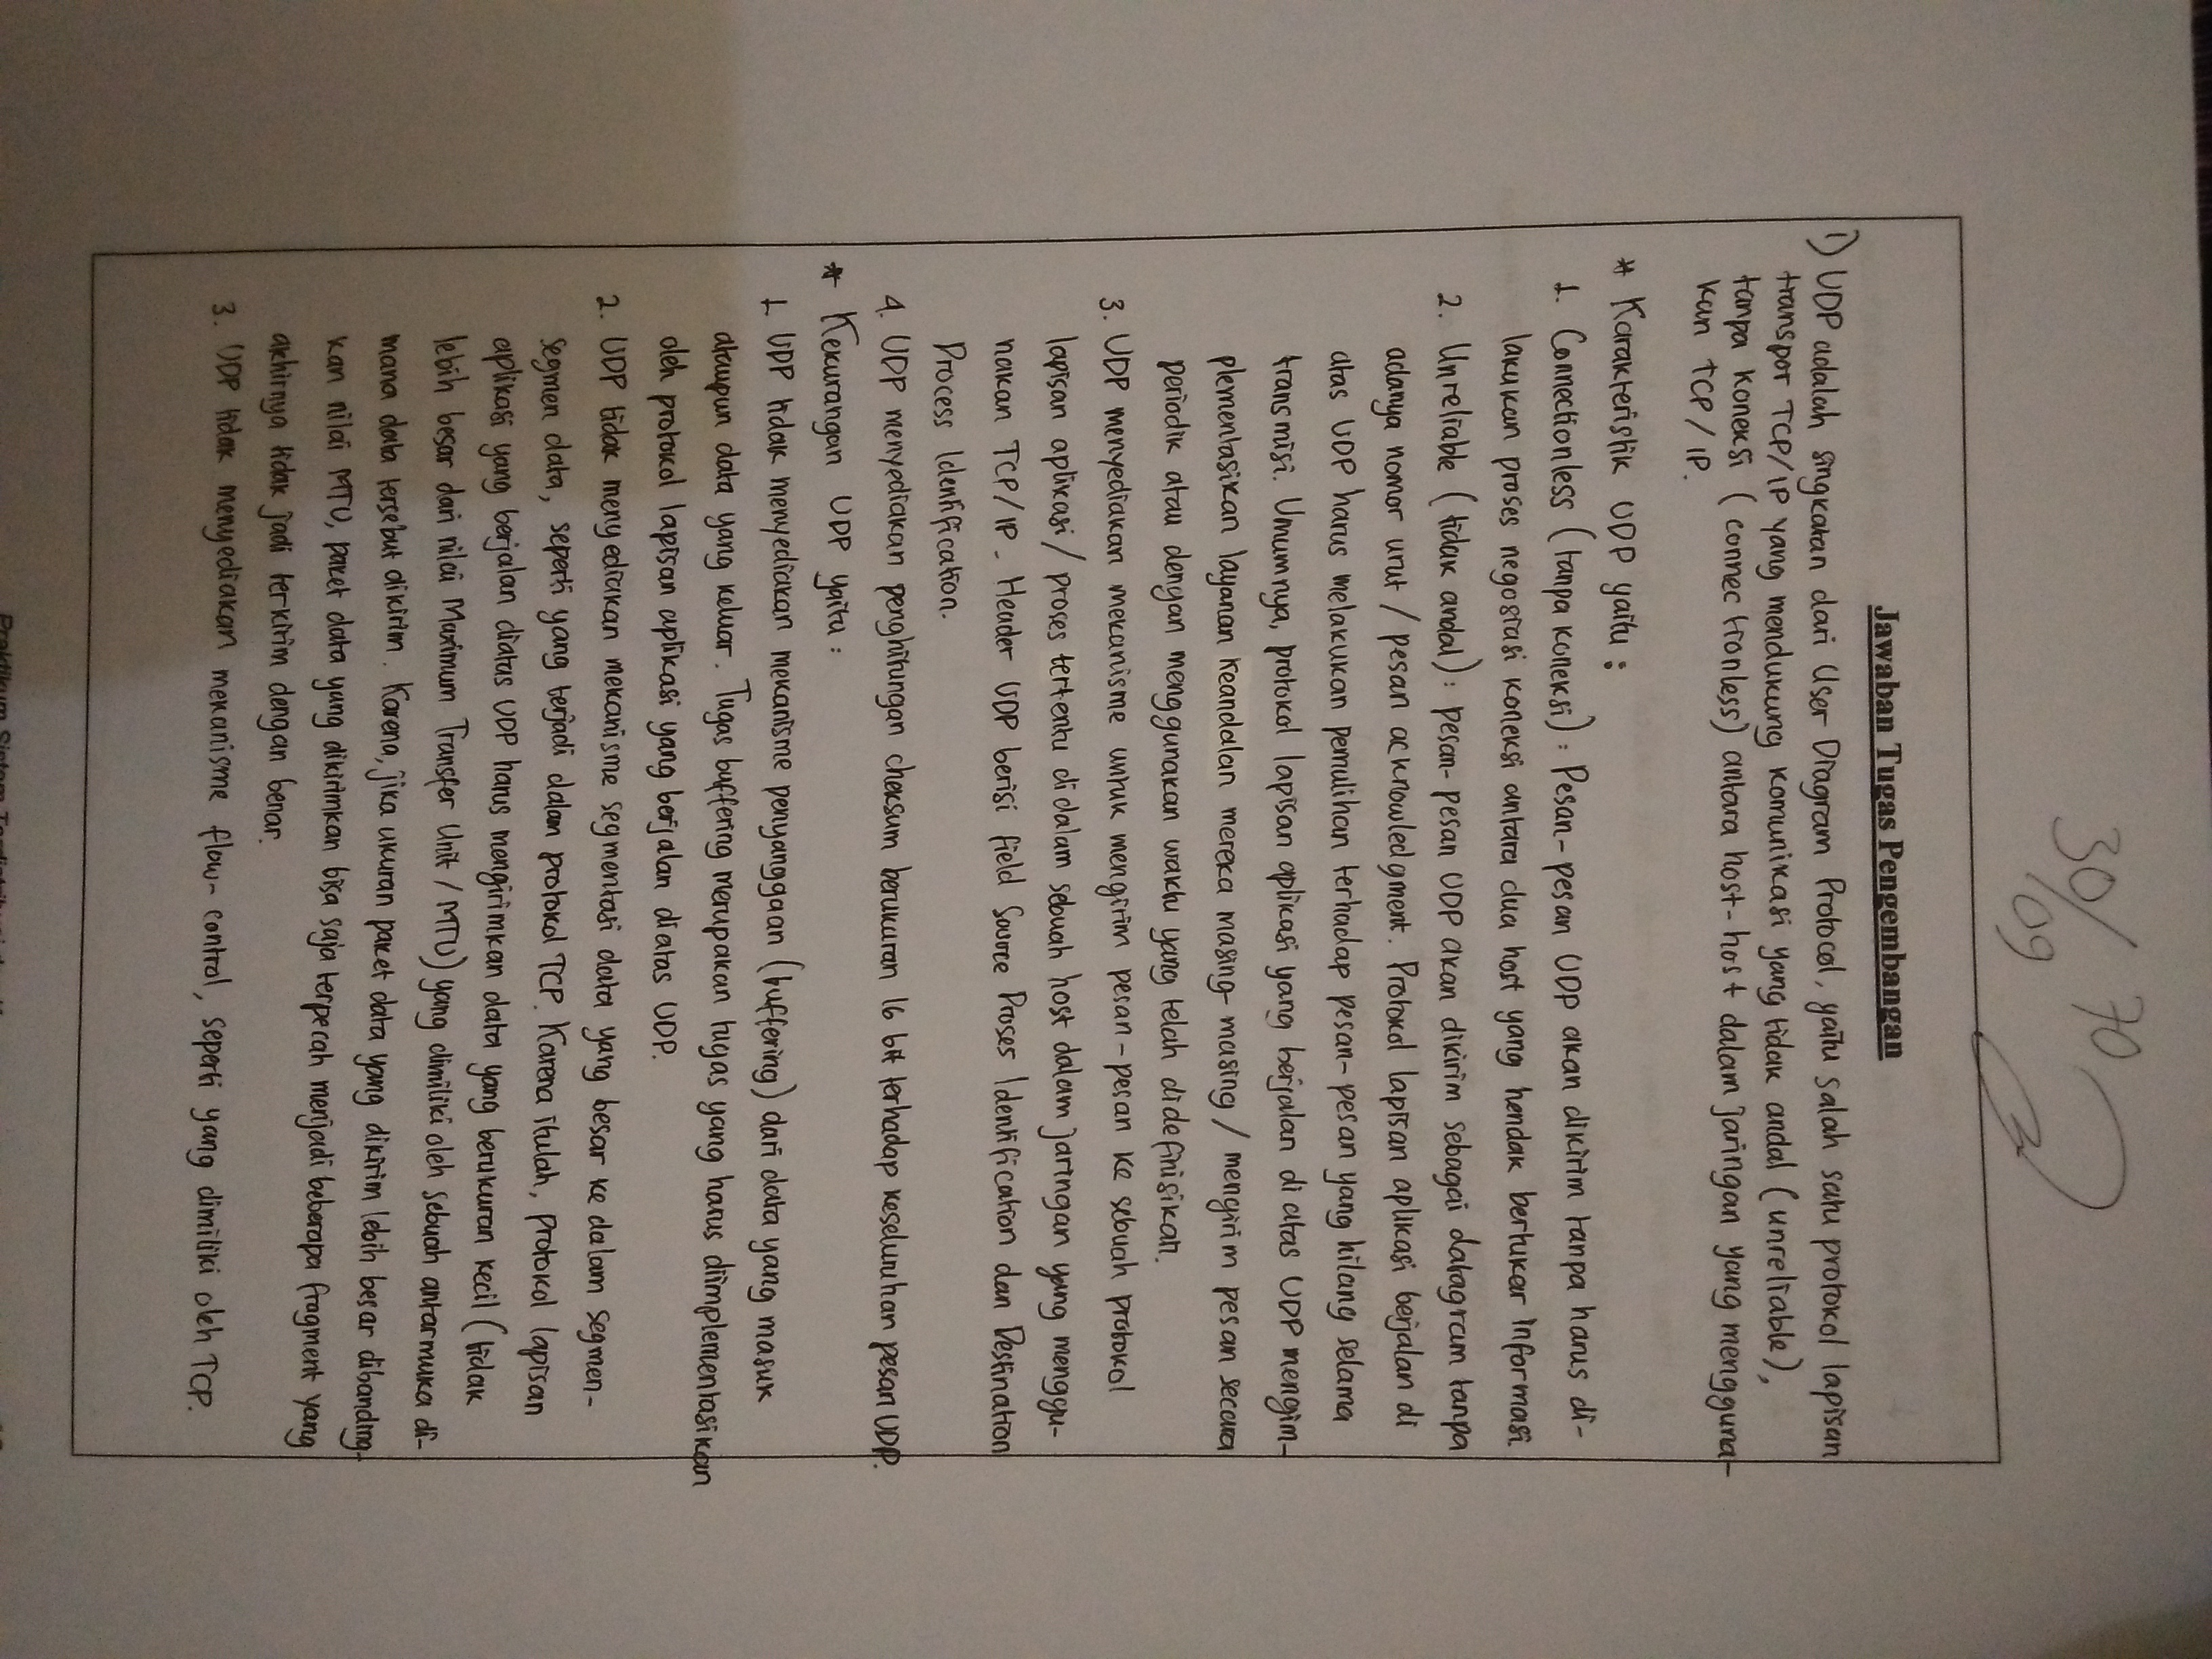 30/09 70
Jawaban Tugas Pengembangan
1) UDP adalah singkatan dari User Diagram Protocol, yaitu salah satu protokol lapisan
transpor TCP/IP yang mendukung komunikasi yang tidak andal (unreliable),
tanpa koneksi (connectionless) antara host-host dalam jaringan yang mengguna-
kan TCP/IP.
* Karakteristik UDP yaitu :
1. Connectionless (tanpa koneksi) : Pesan-pesan UDP akan dikirim tanpa harus di-
lakukan proses negosiasi koneksi antara dua host yang hendak bertukar informasi.
2. Unreliable (tidak andal) : pesan-pesan UDP akan dikirim sebagai datagram tanpa
adanya nomor urut / pesan acknowledgment. Protokol lapisan aplikasi berjalan di
atas UDP harus melakukan pemulihan terhadap pesan-pesan yang hilang selama
transmisi. Umumnya, protokol lapisan aplikasi yang berjalan di atas UDP mengim-
plementasikan layanan keandalan mereka masing-masing / mengirim pesan secara
periodik atau dengan menggunakan waktu yang telah didefinisikan.
3. UDP menyediakan mekanisme untuk mengirim pesan-pesan ke sebuah protokol
lapisan aplikasi / proses tertentu didalam sebuah host dalam jaringan yang menggu-
nakan TCP/IP. Header UDP berisi field Source Proses Identification dan Destination
Process Identification.
4. UDP menyediakan penghitungan cheksum berukuran 16 bit terhadap keseluruhan pesan UDP.
* Kekurangan UDP yaitu :
1. UDP tidak menyediakan mekanisme penyanggaan (buffering) dari data yang masuk
ataupun data yang keluar. Tugas buffering merupakan tugas yang harus diimplementasikan
oleh protokol lapisan aplikasi yang berjalan diatas UDP.
2. UDP tidak menyediakan mekanisme segmentasi data yang besar ke dalam segmen-
segmen data, seperti yang terjadi dalam protokol TCP. Karena itulah, protokol lapisan
aplikasi yang berjalan diatas UDP harus mengirimkan data yang berukuran kecil (tidak
lebih besar dari nilai Maximum Transfer Unit / MTU) yang dimiliki oleh sebuah antarmuka di-
mana data tersebut dikirim. Karena, jika ukuran paket data yang dikirim lebih besar dibanding-
kan nilai MTU, paket data yang dikirimkan bisa saja terpecah menjadi beberapa fragment yang
akhirnya tidak jadi terkirim dengan benar.
3. UDP tidak menyediakan mekanisme flow-control, seperti yang dimiliki oleh TCP.
Praktikum Sistem Terdistribusi dan